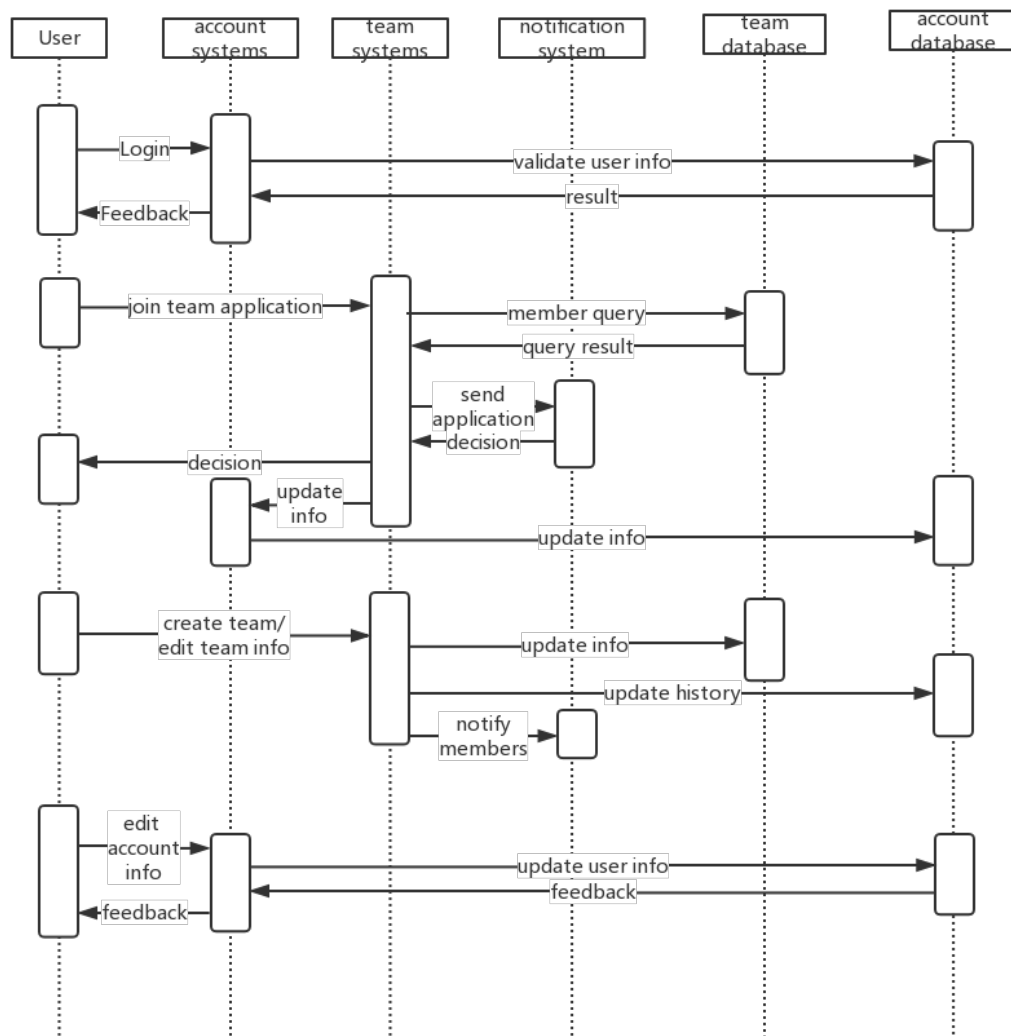 User
account
systems
team
systems
notification
system
team
database
account
database
Login
validate user info
result
Feedback
join team application
member query
query result
send
application
decision
decision
update
info
update info
create team/
edit team info
update info
update history
notify
members
edit
account
info
update user info
feedback
feedback